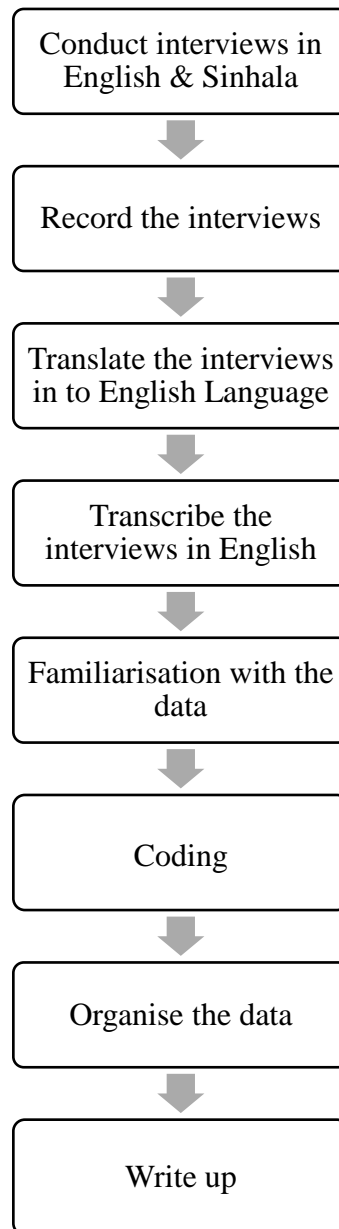 Conduct interviews in
English & Sinhala
Record the interviews
Translate the interviews
in to English Language
Transcribe the
interviews in English
Familiarisation with the
data
Coding
Organise the data
Write up